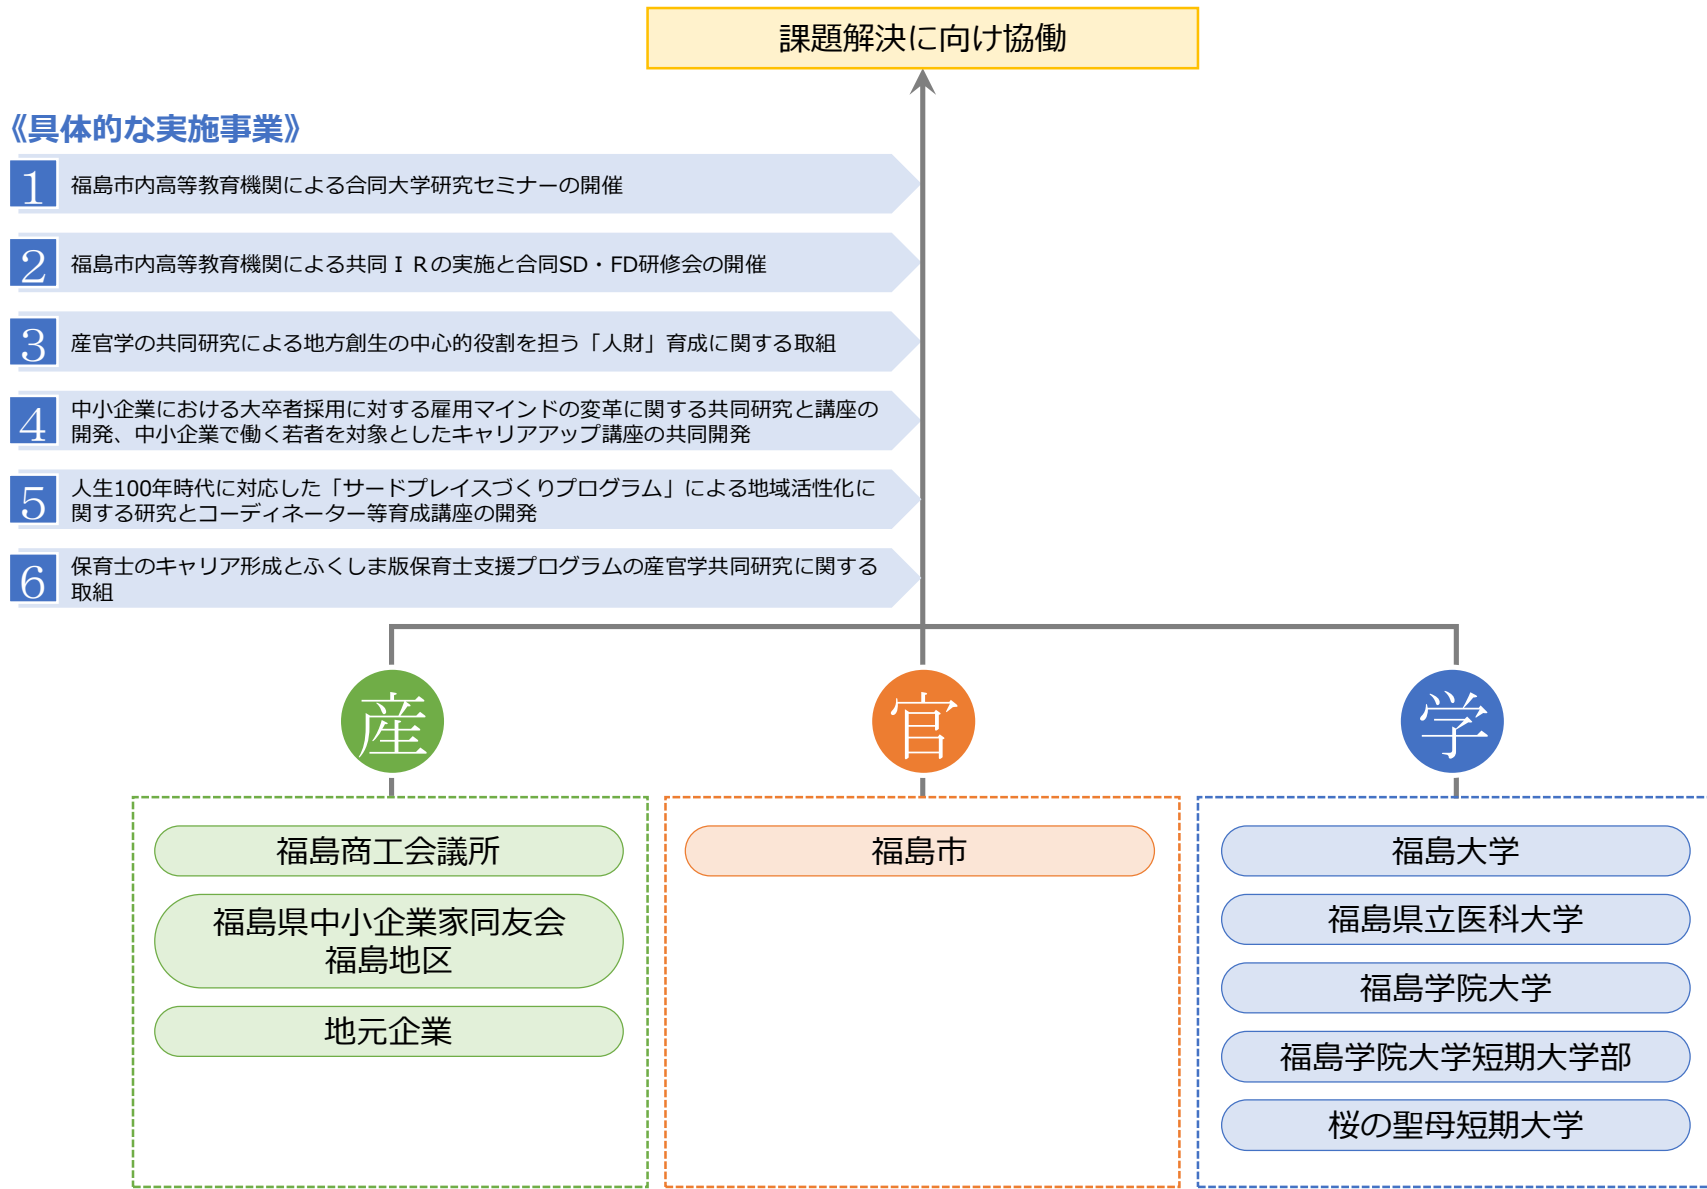 課題解決に向け協働
《具体的な実施事業》
1
福島市内高等教育機関による合同大学研究セミナーの開催
2
福島市内高等教育機関による共同ＩＲの実施と合同SD・FD研修会の開催
3
産官学の共同研究による地方創生の中心的役割を担う「人財」育成に関する取組
4
中小企業における大卒者採用に対する雇用マインドの変革に関する共同研究と講座の
開発、中小企業で働く若者を対象としたキャリアアップ講座の共同開発
5
人生100年時代に対応した「サードプレイスづくりプログラム」による地域活性化に
関する研究とコーディネーター等育成講座の開発
6
保育士のキャリア形成とふくしま版保育士支援プログラムの産官学共同研究に関する
取組
産
福島商工会議所
福島県中小企業家同友会
福島地区
地元企業
官
福島市
学
福島大学
福島県立医科大学
福島学院大学
福島学院大学短期大学部
桜の聖母短期大学